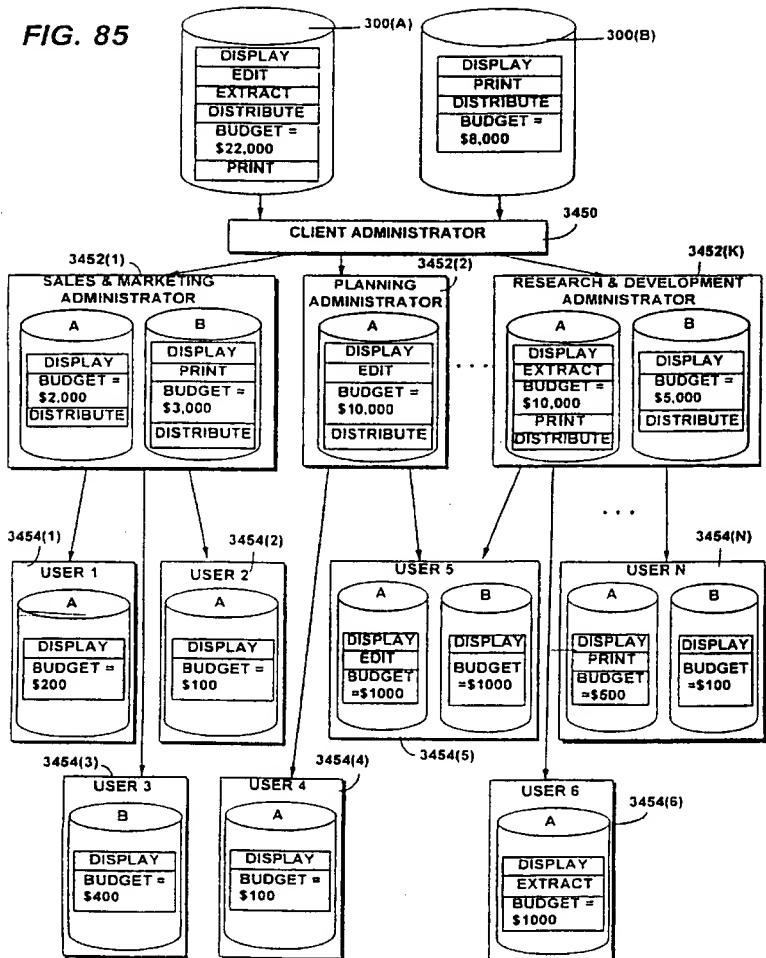 FIG. 85
300(A)
DISPLAY
EDIT
EXTRACT
DISTRIBUTE
BUDGET =
$22,000
PRINT
300(B)
DISPLAY
PRINT
DISTRIBUTE
BUDGET =
$8,000
CLIENT ADMINISTRATOR
3450
3452(1)
SALES & MARKETING
ADMINISTRATOR
A
DISPLAY
BUDGET =
$2,000
DISTRIBUTE
B
DISPLAY
PRINT
BUDGET =
$3,000
DISTRIBUTE
3452(2)
PLANNING
ADMINISTRATOR
A
DISPLAY
EDIT
BUDGET =
$10,000
DISTRIBUTE
. . . .
3452(K)
RESEARCH & DEVELOPMENT
ADMINISTRATOR
A
DISPLAY
EXTRACT
BUDGET =
$10,000
PRINT
DISTRIBUTE
B
DISPLAY
BUDGET =
$5,000
DISTRIBUTE
3454(1)
USER 1
A
DISPLAY
BUDGET =
$200
3454(2)
USER 2
A
DISPLAY
BUDGET =
$100
USER 5
A
DISPLAY
EDIT
BUDGET
=$1000
B
DISPLAY
BUDGET
=$1000
3454(5)
. . .
3454(N)
USER N
A
DISPLAY
PRINT
BUDGET
=$500
B
DISPLAY
BUDGET
=$100
3454(3)
USER 3
B
DISPLAY
BUDGET =
$400
3454(4)
USER 4
A
DISPLAY
BUDGET =
$100
3454(6)
USER 6
A
DISPLAY
EXTRACT
BUDGET =
$1000